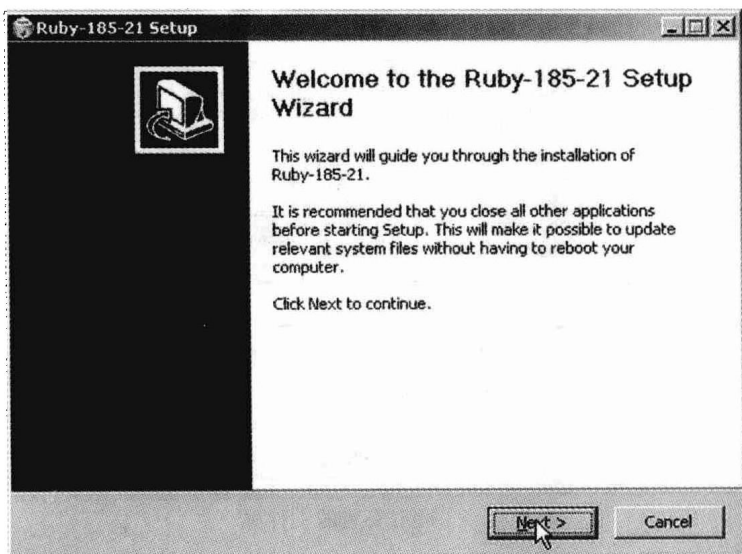 Ruby-185-21 Setup
Welcome to the Ruby-185-21 Setup
Wizard
This wizard will guide you through the installation of
Ruby-185-21.
It is recommended that you close all other applications
before starting Setup. This will make it possible to update
relevant system files without having to reboot your
computer.
Click Next to continue.
Next >
Cancel